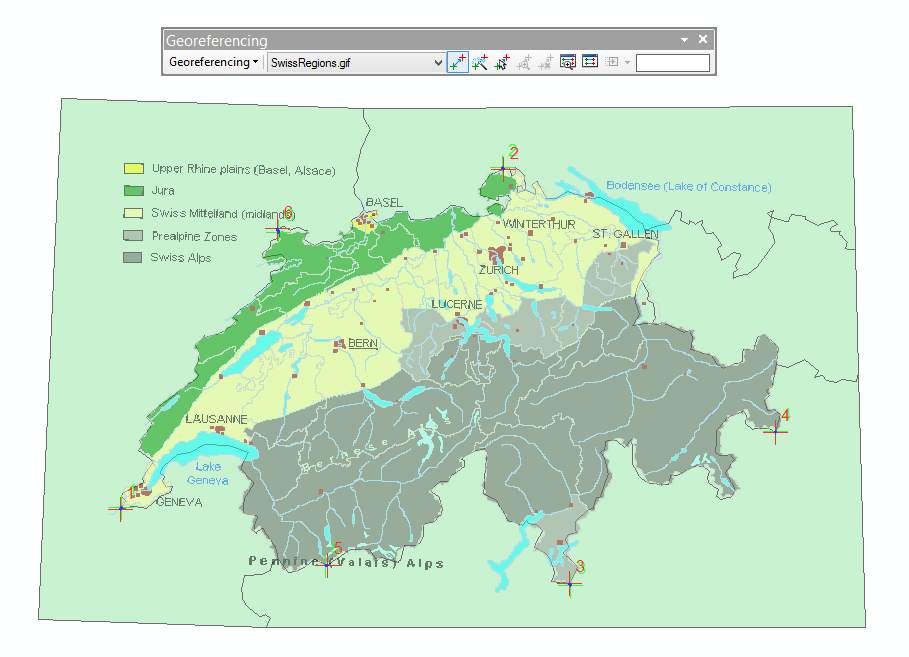 Georeferencing
Georeferencing SwissRegions.gif
2
Upper Rhine plains (Basel, Alsace)
Jura
Swiss Mittelland (midlands)
Prealpine Zones
Swiss Alps
Bodensee (Lake of Constance)
BASEL
6
WINTERTHUR
ST. GALLEN
ZURICH
LUCERNE
BERN
LAUSANNE
4
Bernese
Lake
Geneva
1
GENEVA
5
Pennine (Valais) Alps
3